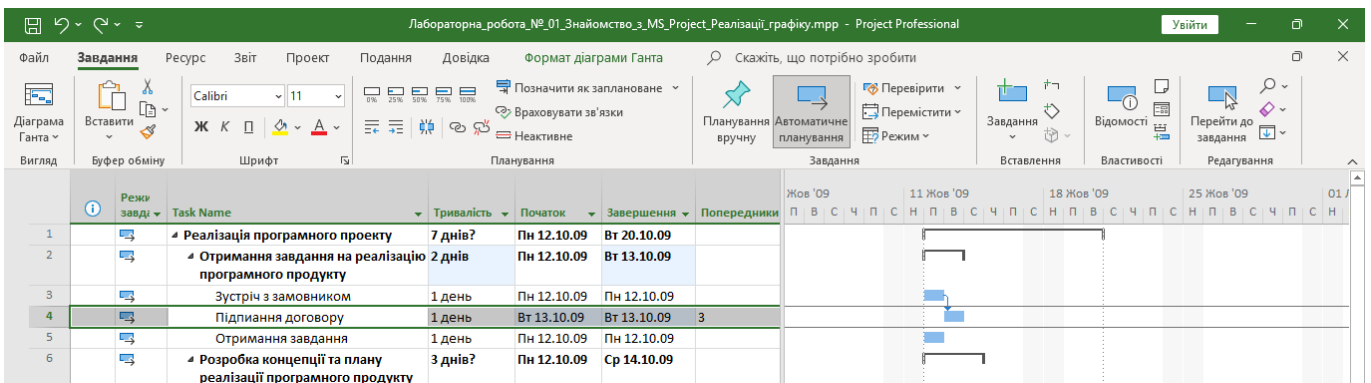 Лабораторна_робота_№_01_Знайомство_з_MS_Project_Реалізації_графіку.mpp - Project Professional
Увійти
Файл Завдання Ресурс Звіт Проект Подання Довідка Формат діаграми Ганта Скажіть, що потрібно зробити
Діаграма Ганта
Вставити
Calibri 11
Ж К П
0% 25% 50% 75% 100%
Позначити як заплановане
Враховувати зв'язки
Неактивне
Планування вручну
Автоматичне планування
Перевірити
Перемістити
Режим
Завдання
Відомості
Перейти до завдання
Вигляд Буфер обміну Шрифт Планування Завдання Вставлення Властивості Редагування
Жов '09 11 Жов '09 18 Жов '09 25 Жов '09 01
Режи завда Task Name Тривалість Початок Завершення Попередники
П В С Ч П С Н П В С Ч П С Н П В С Ч П С Н П В С Ч П С Н
1 Реалізація програмного проекту 7 днів? Пн 12.10.09 Вт 20.10.09
2 Отримання завдання на реалізацію 2 днів Пн 12.10.09 Вт 13.10.09
програмного продукту
3 Зустріч з замовником 1 день Пн 12.10.09 Пн 12.10.09
4 Підпиання договору 1 день Вт 13.10.09 Вт 13.10.09 3
5 Отримання завдання 1 день Пн 12.10.09 Пн 12.10.09
6 Розробка концепції та плану 3 днів? Пн 12.10.09 Ср 14.10.09
реалізації програмного продукту